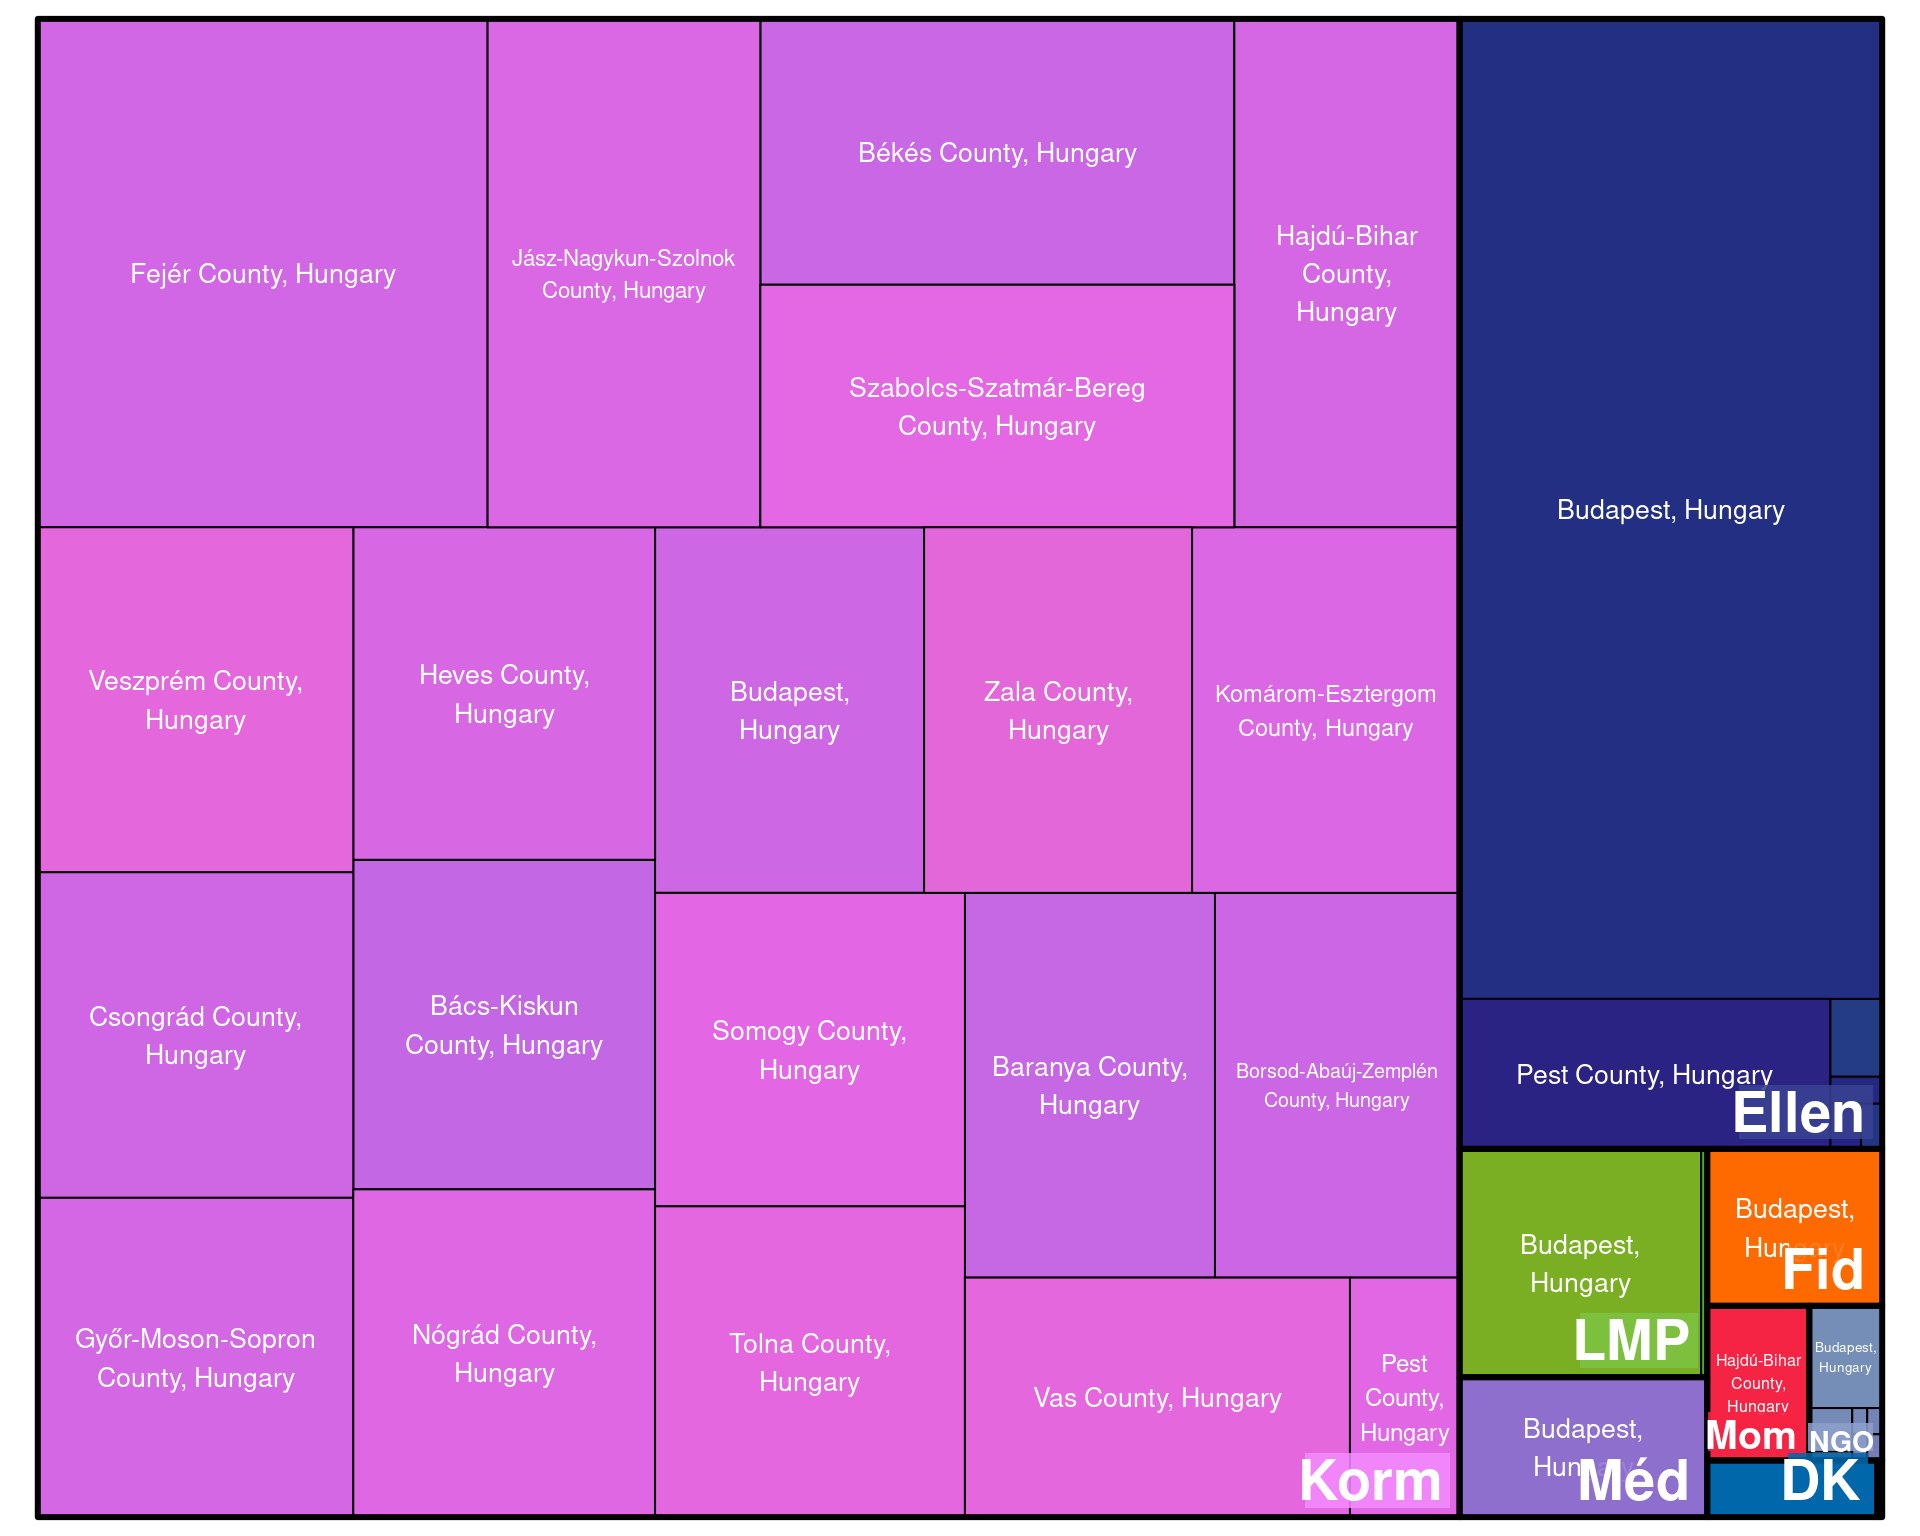 Fejér County, Hungary
Jász-Nagykun-Szolnok
County, Hungary
Békés County, Hungary
Szabolcs-Szatmár-Bereg
County, Hungary
Hajdú-Bihar
County,
Hungary
Budapest, Hungary
Veszprém County,
Hungary
Heves County,
Hungary
Budapest,
Hungary
Zala County,
Hungary
Komárom-Esztergom
County, Hungary
Csongrád County,
Hungary
Bács-Kiskun
County, Hungary
Somogy County,
Hungary
Baranya County,
Hungary
Borsod-Abaúj-Zemplén
County, Hungary
Győr-Moson-Sopron
County, Hungary
Nógrád County,
Hungary
Tolna County,
Hungary
Vas County, Hungary
Pest
County,
Hungary
Korm
Pest County, Hungary
Ellen
Budapest,
Hungary
LMP
Budapest,
Hungary
Fid
Budapest,
Hungary
Méd
Hajdú-Bihar
County,
Hungary
Mom
Budapest,
Hungary
NGO
DK